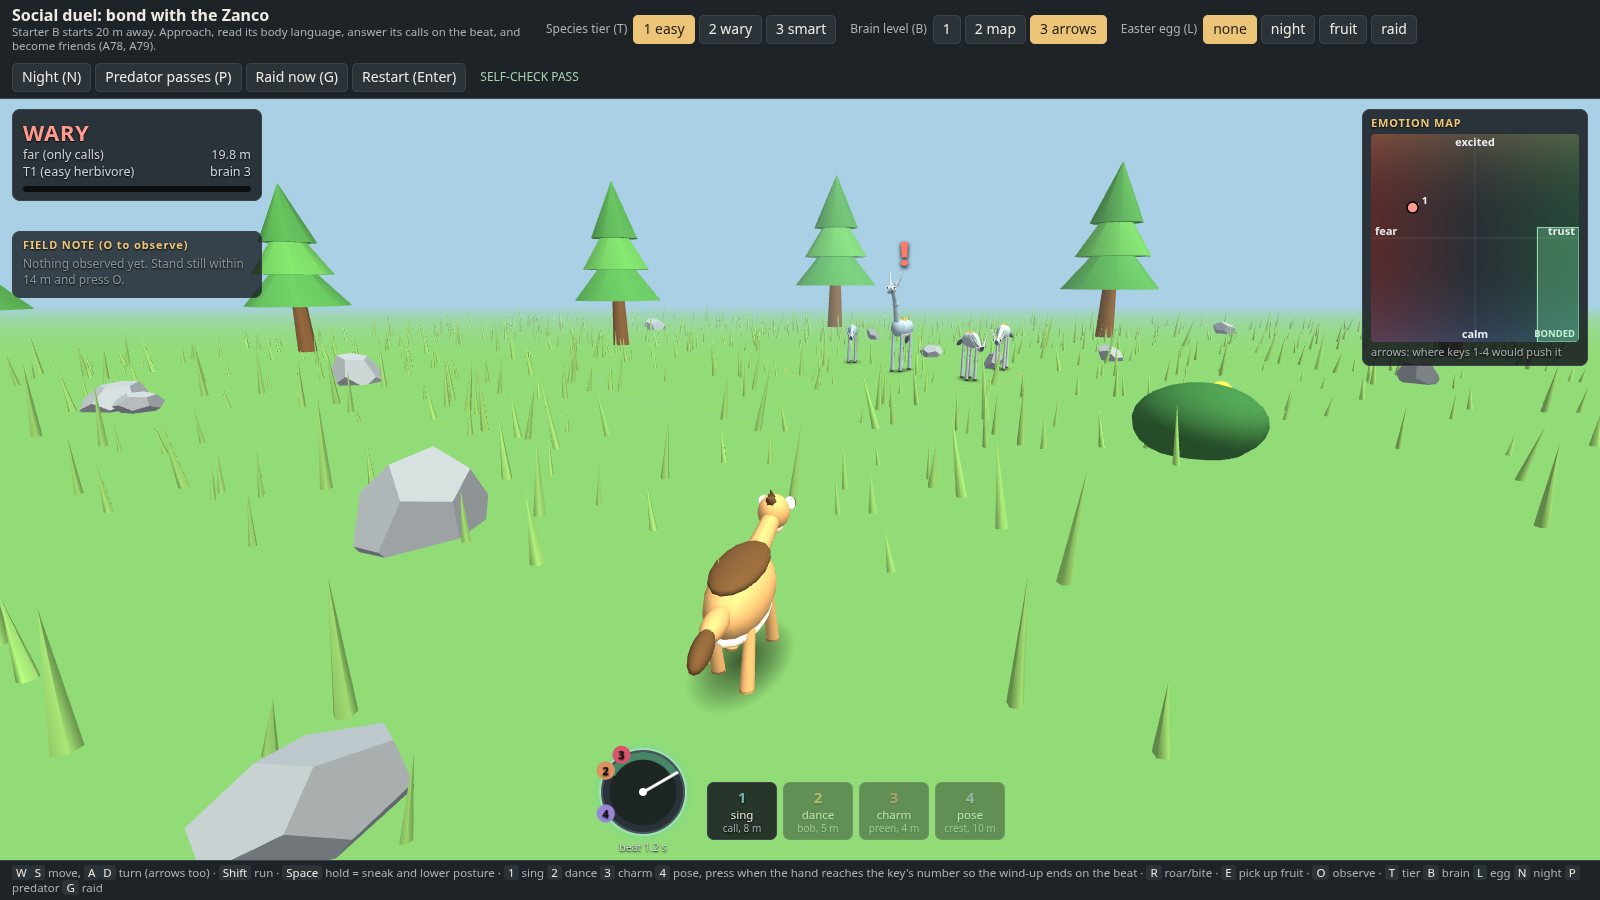 Social duel: bond with the Zanco
Starter B starts 20 m away. Approach, read its body language, answer its calls on the beat, and
become friends (A78, A79).
Species tier (T) 1 easy 2 wary 3 smart Brain level (B) 1 2 map 3 arrows Easter egg (L) none night fruit raid
Night (N) Predator passes (P) Raid now (G) Restart (Enter) SELF-CHECK PASS
WARY
far (only calls) 19.8 m
T1 (easy herbivore) brain 3
FIELD NOTE (O to observe)
Nothing observed yet. Stand still within
14 m and press O.
!
EMOTION MAP
excited
1
fear trust
calm BONDED
arrows: where keys 1-4 would push it
3
2
4
beat 1.2 s
1 2 3 4
sing dance charm pose
call, 8 m bob, 5 m preen, 4 m crest, 10 m
W S move, A D turn (arrows too) · Shift run · Space hold = sneak and lower posture · 1 sing 2 dance 3 charm 4 pose, press when the hand reaches the key's number so the wind-up ends on the beat · R roar/bite · E pick up fruit · O observe · T tier B brain L egg N night P
predator G raid